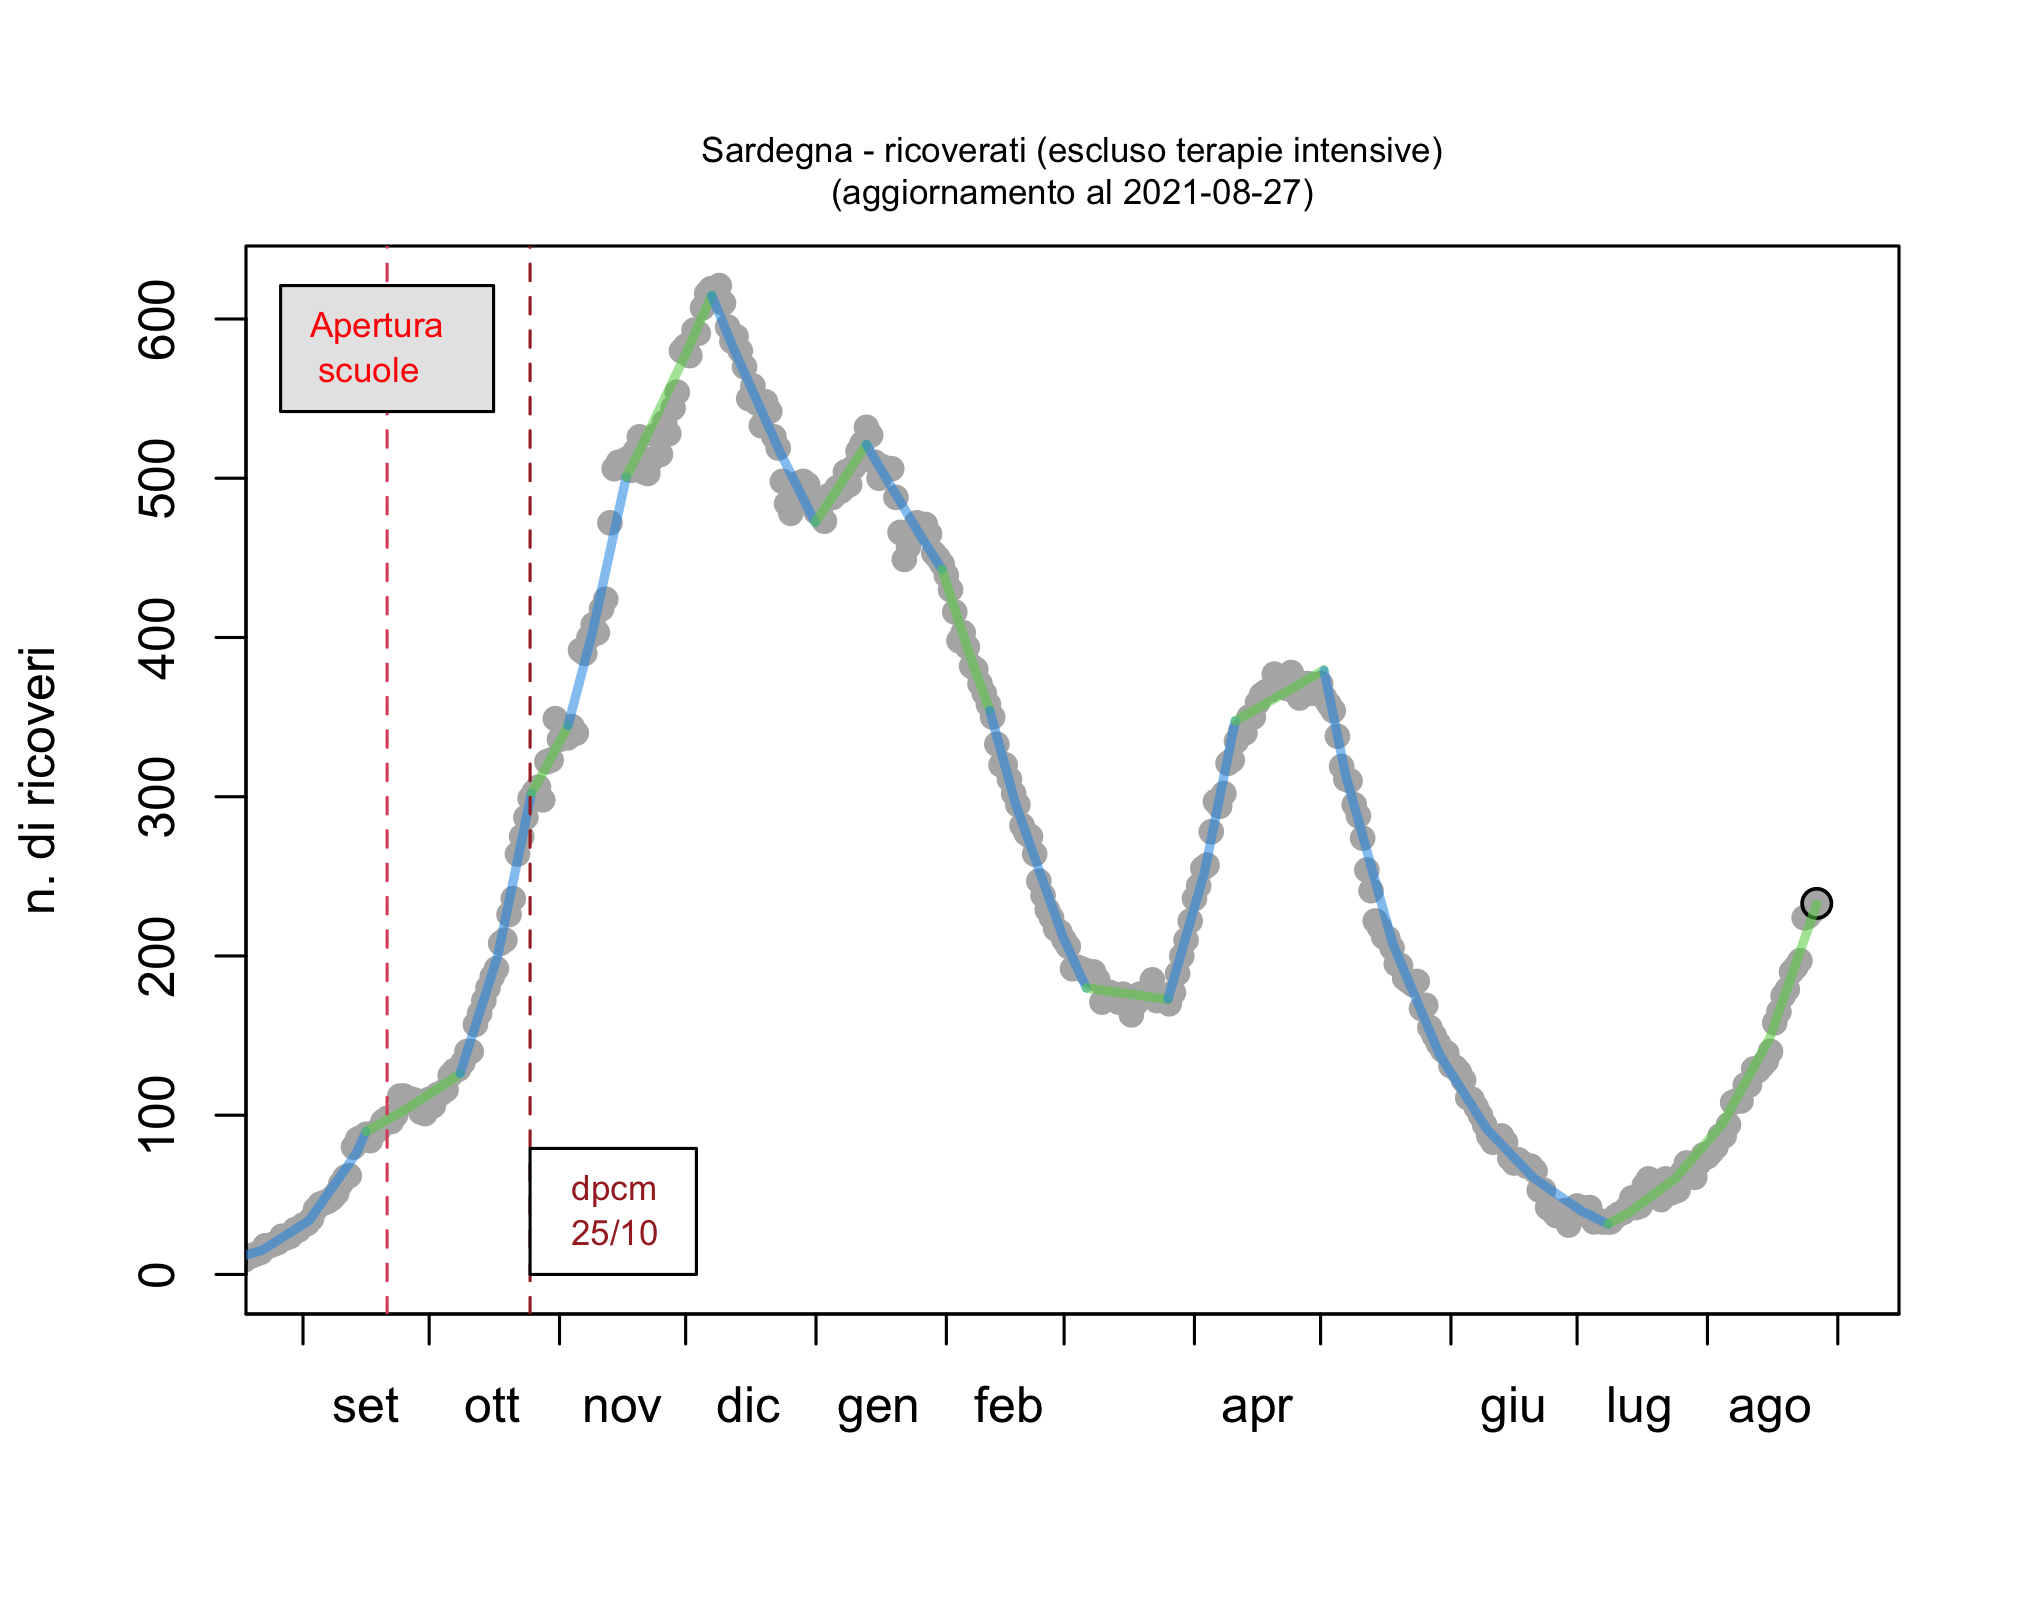 Sardegna - ricoverati (escluso terapie intensive)
(aggiornamento al 2021-08-27)
n. di ricoveri
600
500
400
300
200
100
0
Apertura
scuole
dpcm
25/10
set ott nov dic gen feb apr giu lug ago